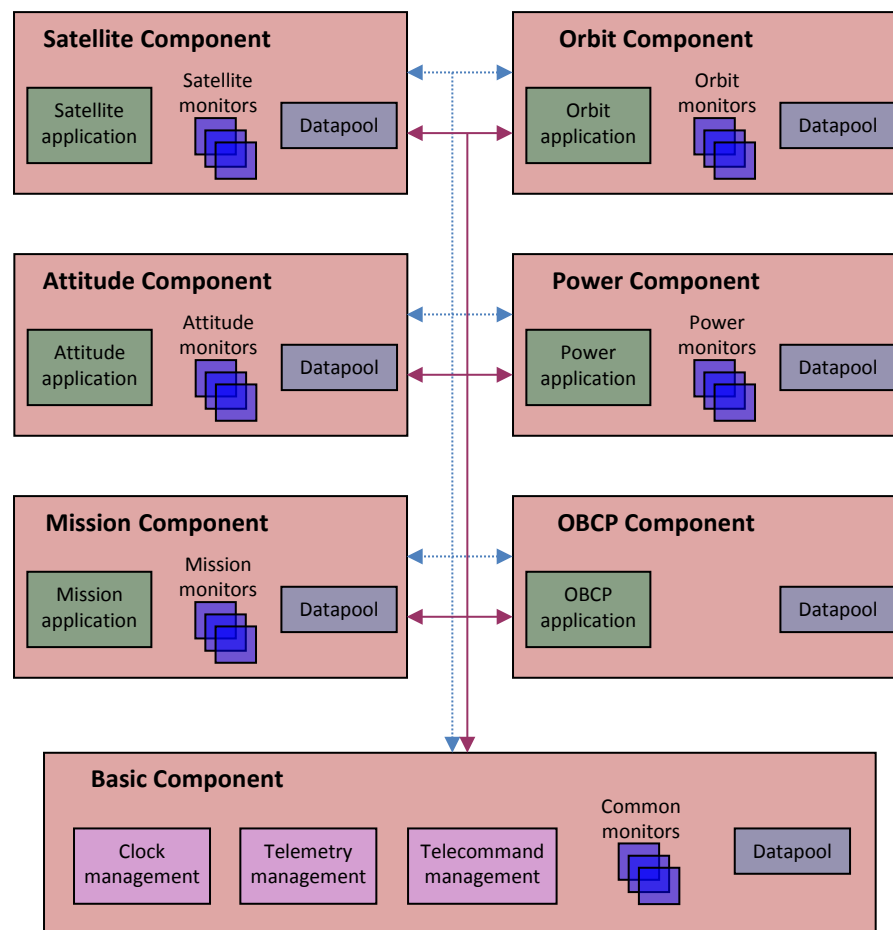 Satellite Component
Satellite
monitors
Satellite
application
Datapool
Orbit Component
Orbit
monitors
Orbit
application
Datapool
Attitude Component
Attitude
monitors
Attitude
application
Datapool
Power Component
Power
monitors
Power
application
Datapool
Mission Component
Mission
monitors
Mission
application
Datapool
OBCP Component
OBCP
application
Datapool
Basic Component
Clock
management
Telemetry
management
Telecommand
management
Common
monitors
Datapool